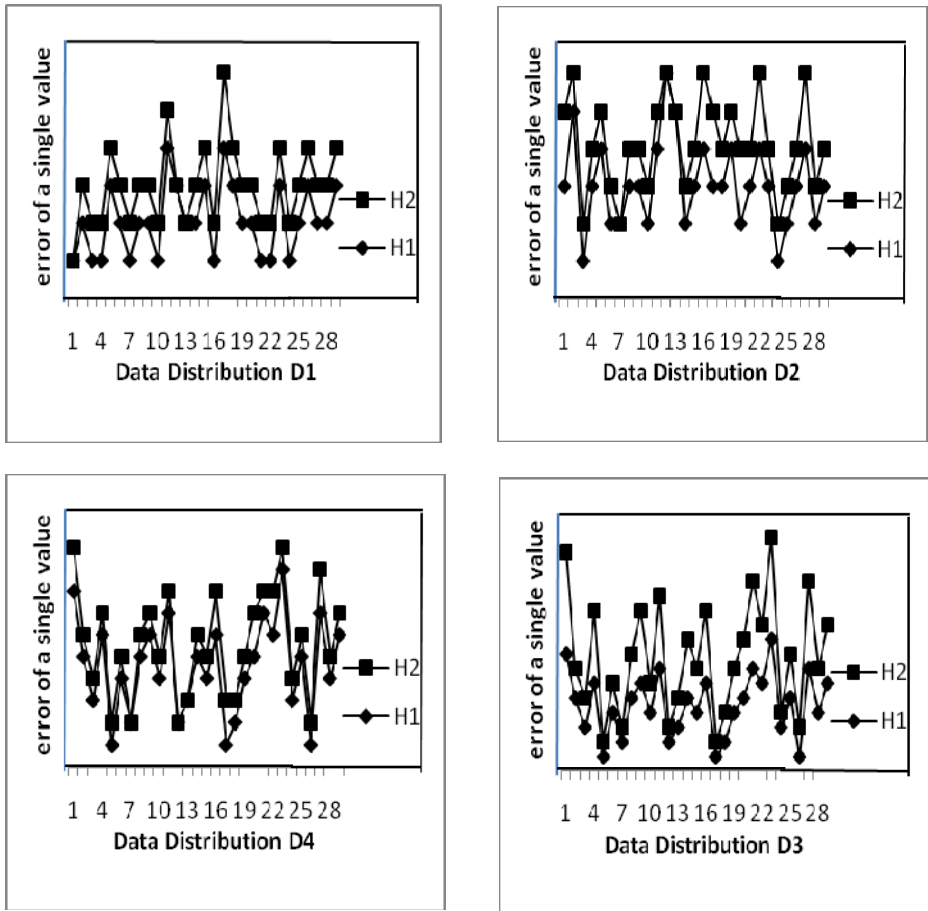 error of a single value
H2
H1
1 4 7 10 13 16 19 22 25 28
Data Distribution D1
error of a single value
H2
H1
1 4 7 10 13 16 19 22 25 28
Data Distribution D2
error of a single value
H2
H1
1 4 7 10 13 16 19 22 25 28
Data Distribution D4
error of a single value
H2
H1
1 4 7 10 13 16 19 22 25 28
Data Distribution D3